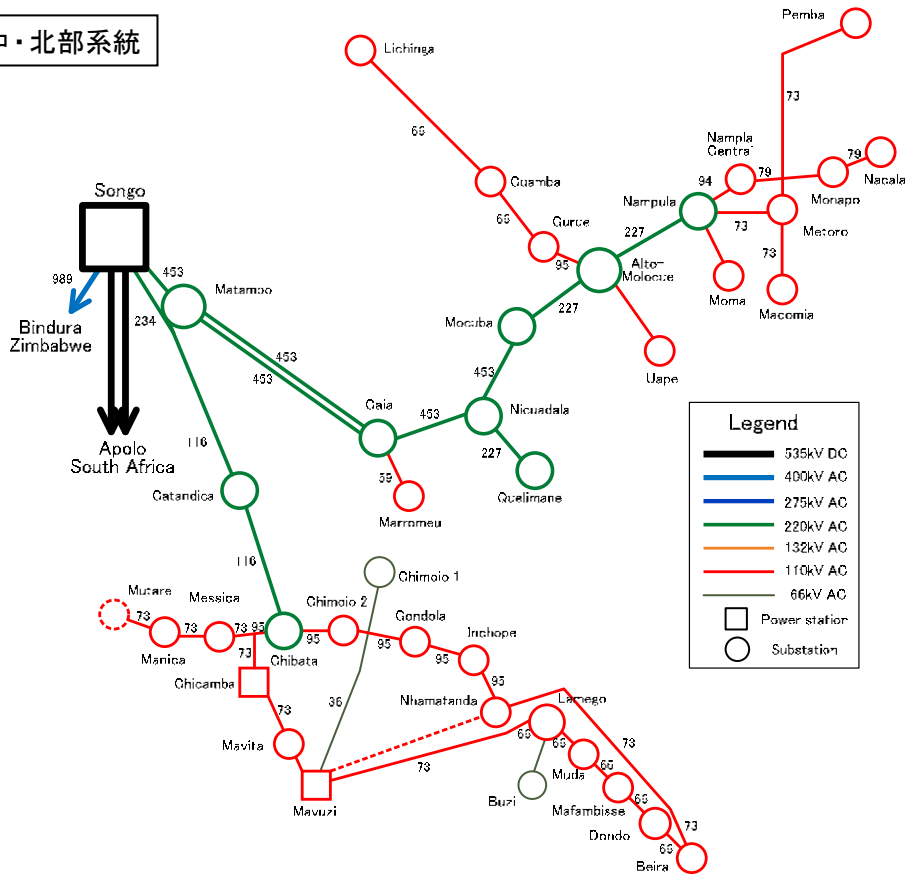 ・北部系統
Pemba
Lichinga
73
66
Nampla
Central
79
79
Nacala
Songo
Cuamba
94
Monapo
Nampula
66
Gurue
227
73
Metoro
989
453
Matambo
95
Alto-
Molocue
73
Moma
Macomia
Bindura
Zimbabwe
234
Mocuba
227
453
453
453
Uape
Caia
453
Nicuadala
Legend
116
Apolo
South Africa
227
535kV DC
400kV AC
Catandica
59
Quelimane
275kV AC
Marromeu
220kV AC
132kV AC
116
110kV AC
Chimoio 1
66kV AC
Mutare
Messica
Chimoio 2
Gondola
Power station
73
73
73
95
95
95
Inchope
Substation
Manica
73
Chibata
95
Chicamba
95
36
Nhamatanda
Lamego
73
66
66
73
Mavita
73
Muda
66
Buzi
Mavuzi
Mafambisse
66
Dondo
73
66
Beira